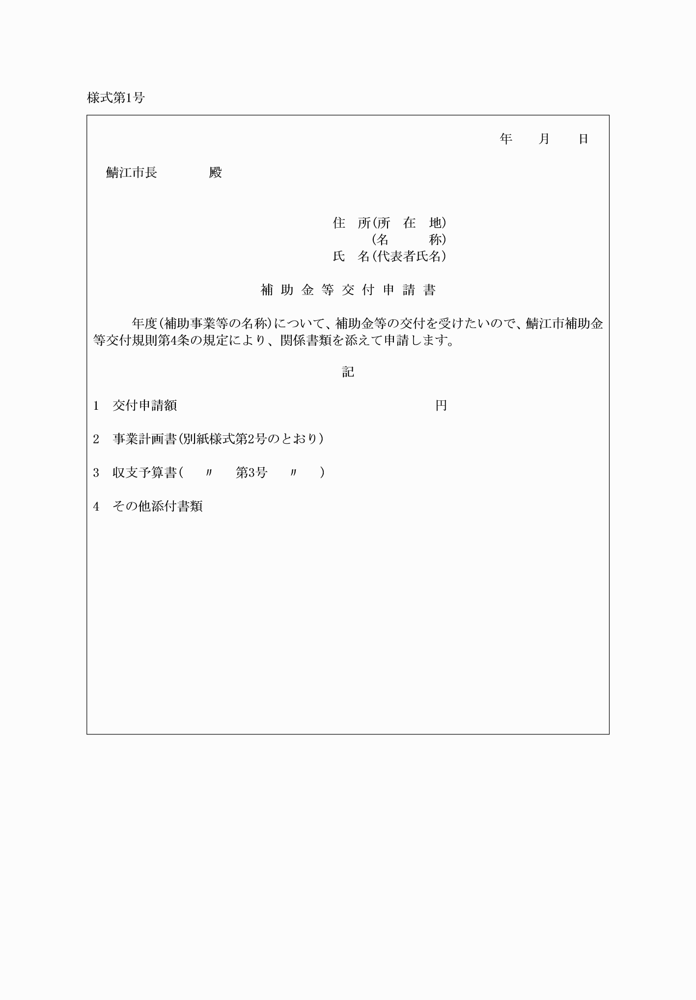 様式第1号
年　　月　　日
鯖江市長　　　　殿
住　所(所　在　地)
(名　　　称)
氏　名(代表者氏名)
補 助 金 等 交 付 申 請 書
年度(補助事業等の名称)について、補助金等の交付を受けたいので、鯖江市補助金
等交付規則第4条の規定により、関係書類を添えて申請します。
記
1　交付申請額　　　　　　　　　　　　　　　　　　　　円
2　事業計画書(別紙様式第2号のとおり)
3　収支予算書(　〃　第3号　〃　)
4　その他添付書類